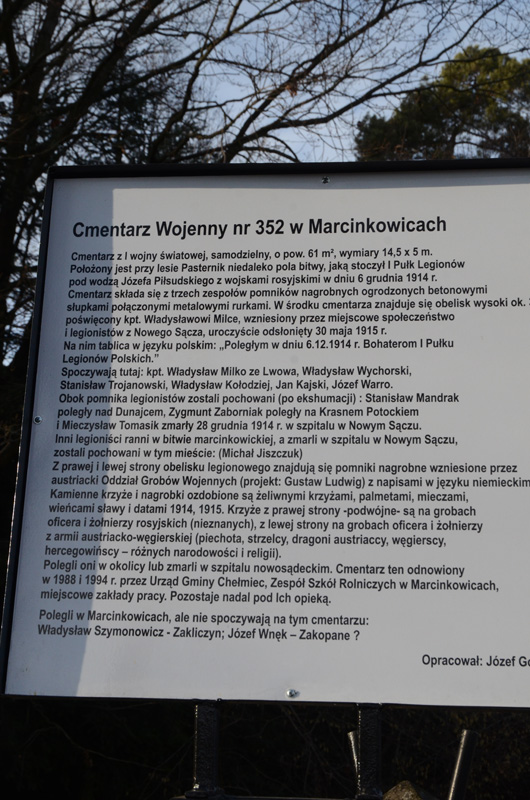 Cmentarz Wojenny nr 352 w Marcinkowicach
Cmentarz z I wojny światowej, samodzielny, o pow. 61 m², wymiary 14,5 x 5 m.
Położony jest przy lesie Pasternik niedaleko pola bitwy, jaką stoczył I Pułk Legionów
pod wodzą Józefa Piłsudskiego z wojskami rosyjskimi w dniu 6 grudnia 1914 r.
Cmentarz składa się z trzech zespołów pomników nagrobnych ogrodzonych betonowymi
słupkami połączonymi metalowymi rurkami. W środku cmentarza znajduje się obelisk wysoki ok.
poświęcony kpt. Władysławowi Milce, wzniesiony przez miejscowe społeczeństwo
i legionistów z Nowego Sącza, uroczyście odsłonięty 30 maja 1915 r.
Na nim tablica w języku polskim: „Poległym w dniu 6.12.1914 r. Bohaterom I Pułku
Legionów Polskich.”
Spoczywają tutaj: kpt. Władysław Milko ze Lwowa, Władysław Wychorski,
Stanisław Trojanowski, Władysław Kołodziej, Jan Kajski, Józef Warro.
Obok pomnika legionistów zostali pochowani (po ekshumacji) : Stanisław Mandrak
poległy nad Dunajcem, Zygmunt Zaborniak poległy na Krasnem Potockiem
i Mieczysław Tomasik zmarły 28 grudnia 1914 r. w szpitalu w Nowym Sączu.
Inni legioniści ranni w bitwie marcinkowickiej, a zmarli w szpitalu w Nowym Sączu,
zostali pochowani w tym mieście: (Michał Jiszczuk)
Z prawej i lewej strony obelisku legionowego znajdują się pomniki nagrobne wzniesione przez
austriacki Oddział Grobów Wojennych (projekt: Gustaw Ludwig) z napisami w języku niemieckim
Kamienne krzyże i nagrobki ozdobione są żeliwnymi krzyżami, palmetami, mieczami,
wieńcami sławy i datami 1914, 1915. Krzyże z prawej strony -podwójne- są na grobach
oficera i żołnierzy rosyjskich (nieznanych), z lewej strony na grobach oficera i żołnierzy
z armii austriacko-węgierskiej (piechota, strzelcy, dragoni austriaccy, węgierscy,
hercegowińscy – różnych narodowości i religii).
Polegli oni w okolicy lub zmarli w szpitalu nowosądeckim. Cmentarz ten odnowiony
w 1988 i 1994 r. przez Urząd Gminy Chełmiec, Zespół Szkół Rolniczych w Marcinkowicach,
miejscowe zakłady pracy. Pozostaje nadal pod Ich opieką.
Polegli w Marcinkowicach, ale nie spoczywają na tym cmentarzu:
Władysław Szymonowicz - Zakliczyn; Józef Wnęk – Zakopane ?
Opracował: Józef